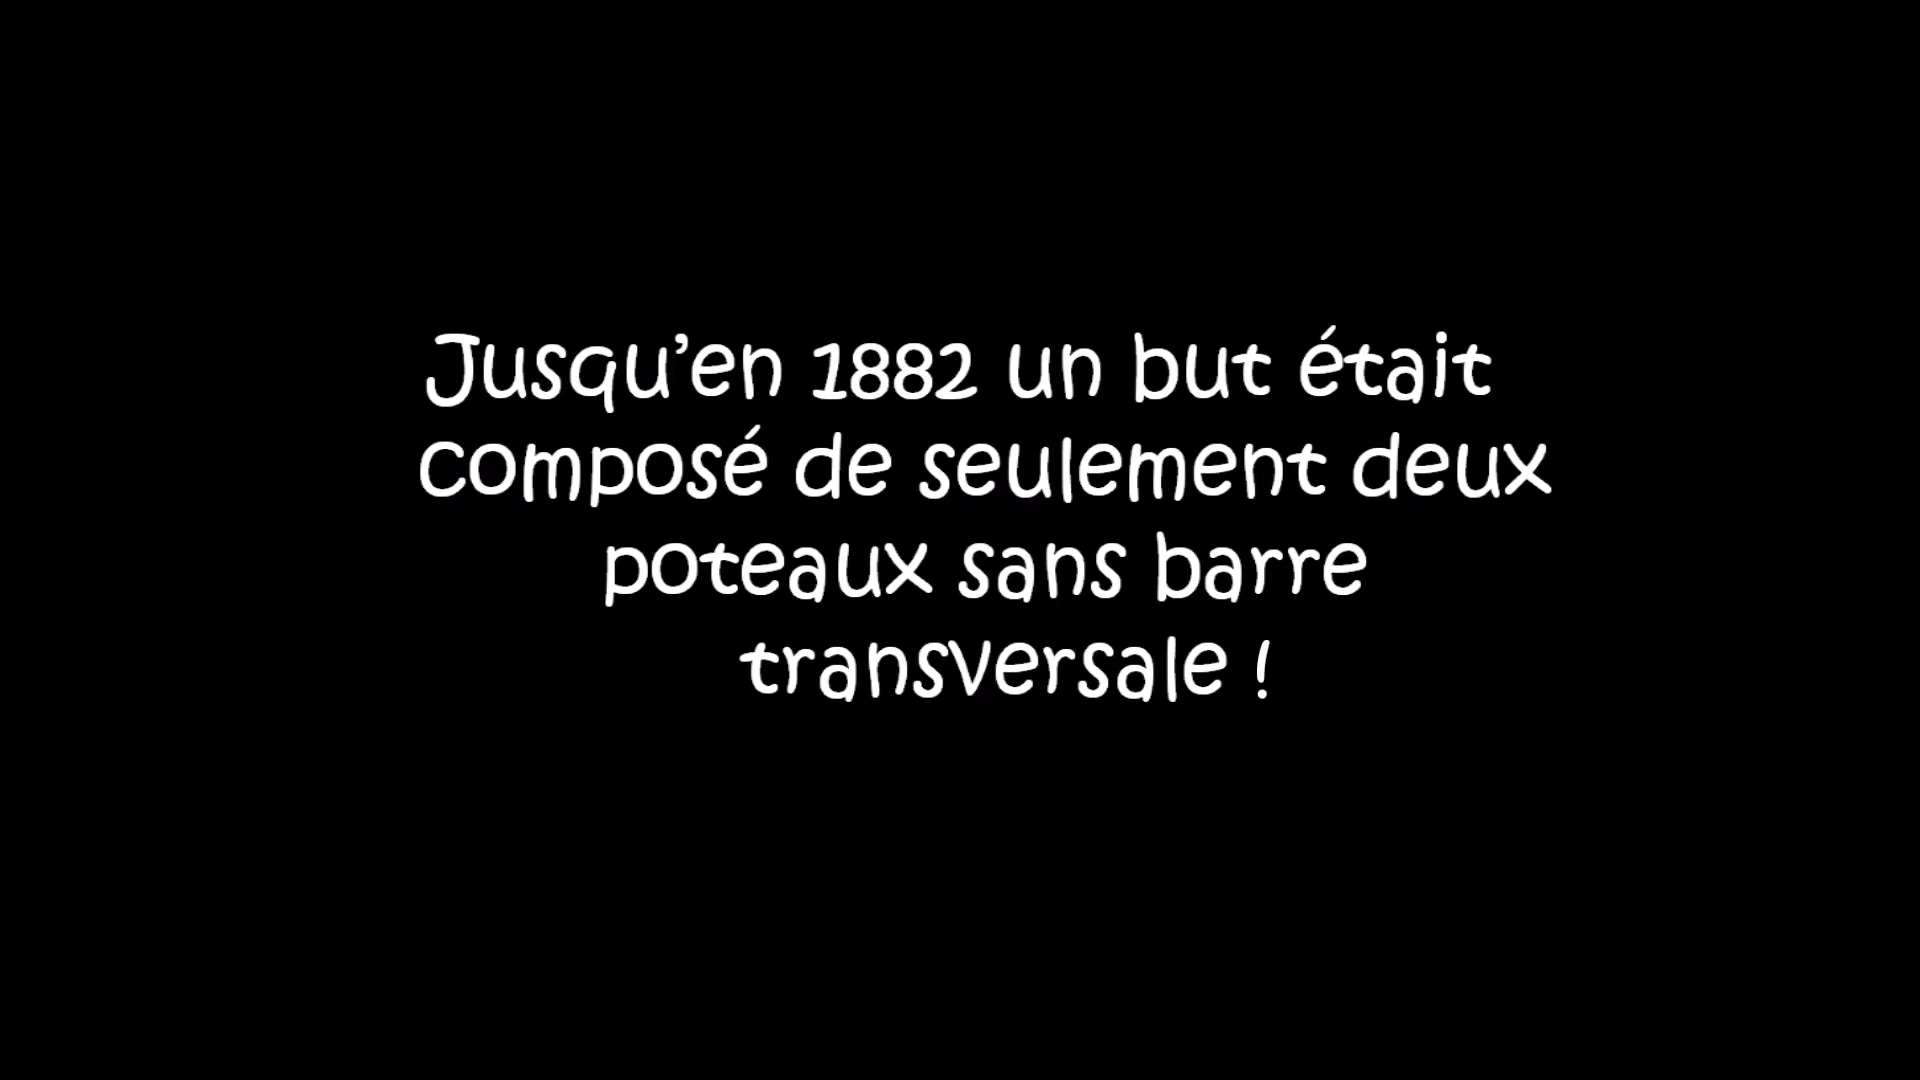 Jusqu’en 1882 un but était
composé de seulement deux
poteaux sans barre
transversale !